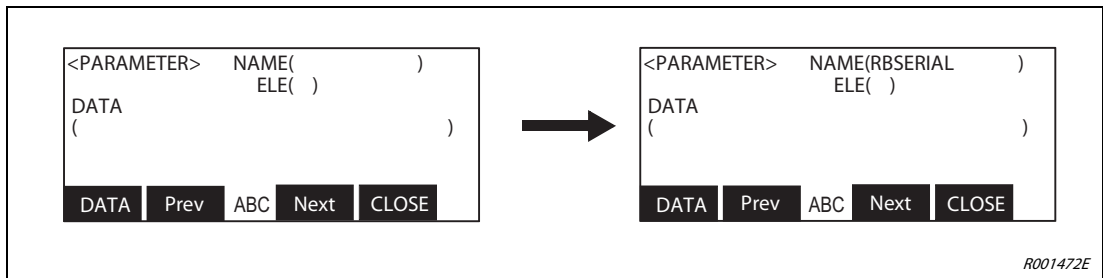 <PARAMETER> NAME( )
ELE( )
DATA
( )
DATA Prev ABC Next CLOSE
<PARAMETER> NAME(RBSERIAL )
ELE( )
DATA
( )
DATA Prev ABC Next CLOSE
R001472E